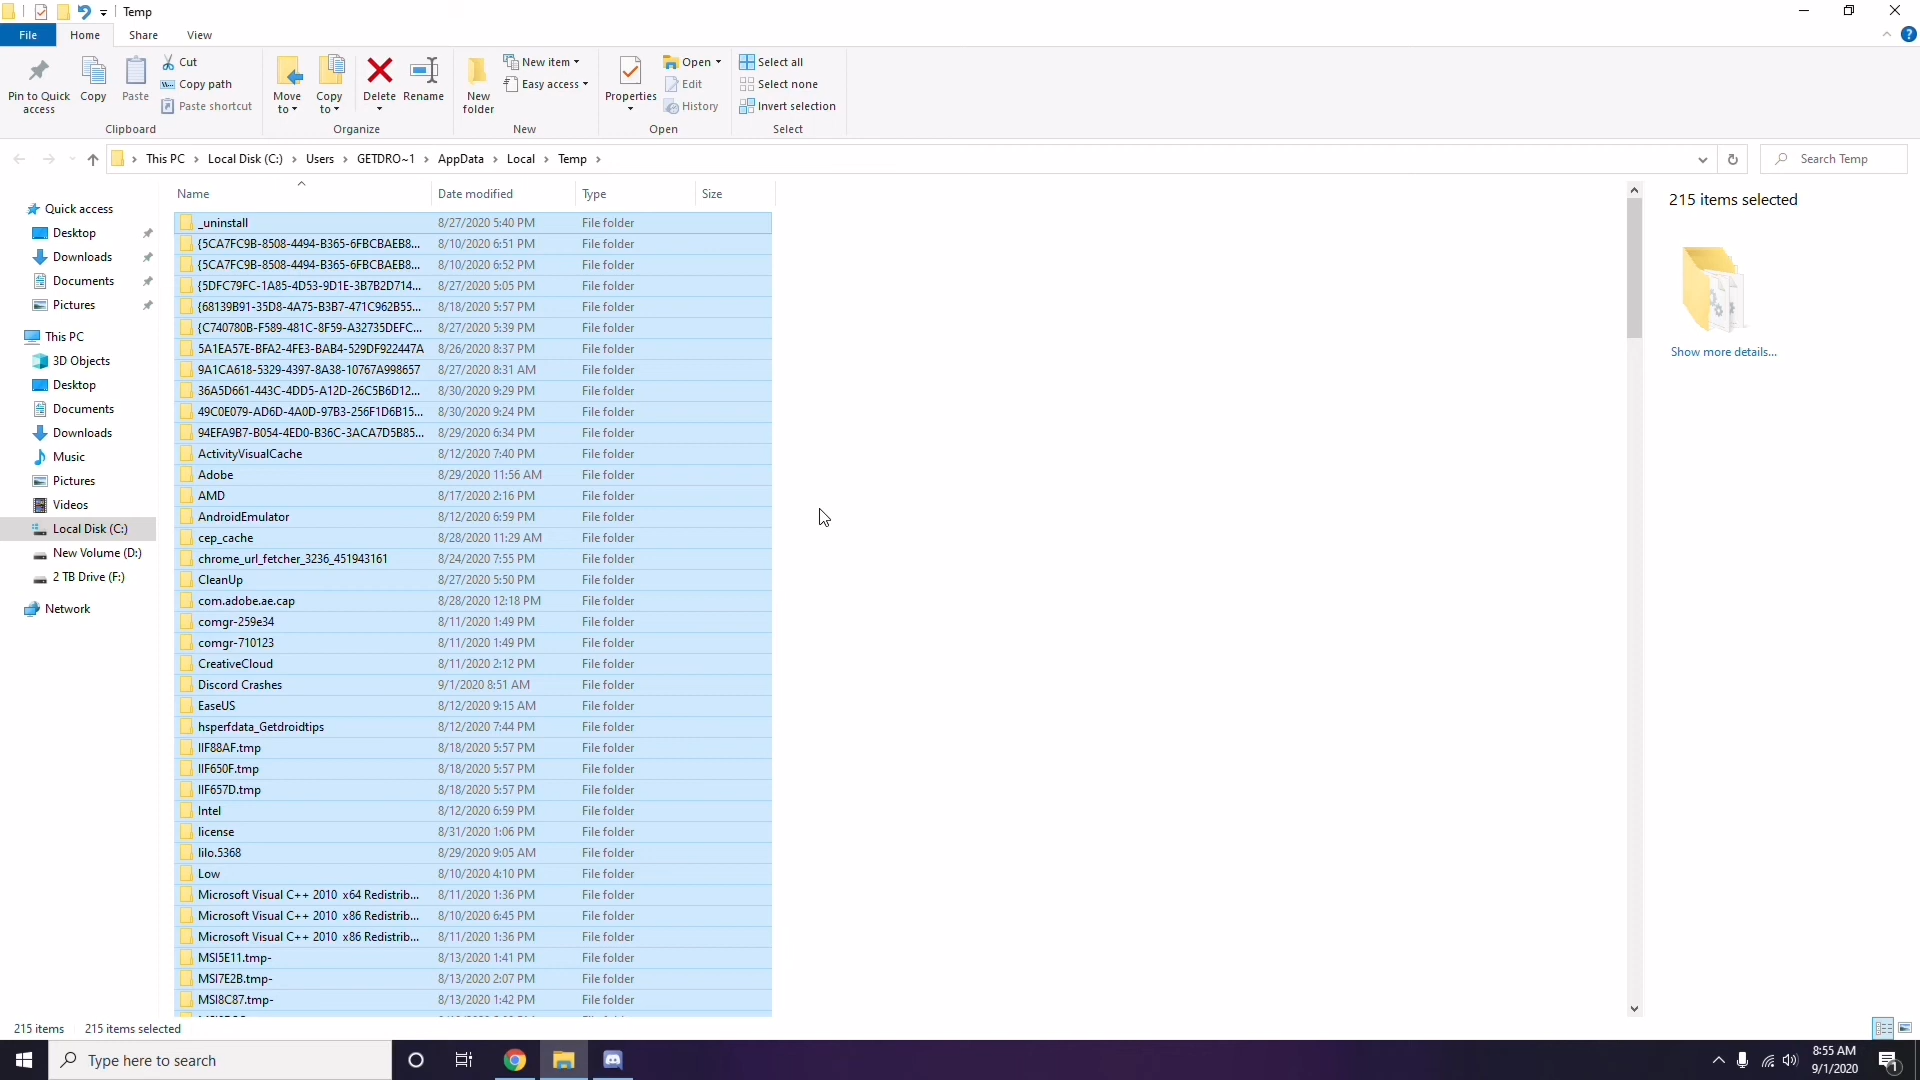 Temp
File Home Share View
Pin to Quick access
Copy
Paste
Cut
Copy path
Paste shortcut
Clipboard
Move to
Copy to
Delete
Rename
Organize
New folder
New item
Easy access
New
Properties
Open
Edit
History
Open
Select all
Select none
Invert selection
Select
This PC > Local Disk (C:) > Users > GETDRO~1 > AppData > Local > Temp >
Search Temp
Quick access
Desktop
Downloads
Documents
Pictures
This PC
3D Objects
Desktop
Documents
Downloads
Music
Pictures
Videos
Local Disk (C:)
New Volume (D:)
2 TB Drive (F:)
Network
Name Date modified Type Size
_uninstall 8/27/2020 5:40 PM File folder
{5CA7FC9B-8508-4494-B365-6FBCBAEB8... 8/10/2020 6:51 PM File folder
{5CA7FC9B-8508-4494-B365-6FBCBAEB8... 8/10/2020 6:52 PM File folder
{5DFC79FC-1A85-4D53-9D1E-3B7B2D714... 8/27/2020 5:05 PM File folder
{68139B91-35D8-4A75-B3B7-471C962B55... 8/18/2020 5:57 PM File folder
{C740780B-F589-481C-8F59-A32735DEFC... 8/27/2020 5:39 PM File folder
5A1EA57E-BFA2-4FE3-BAB4-529DF922447A 8/26/2020 8:37 PM File folder
9A1CA618-5329-4397-8A38-10767A998657 8/27/2020 8:31 AM File folder
36A5D661-443C-4DD5-A12D-26C5B6D12... 8/30/2020 9:29 PM File folder
49C0E079-AD6D-4A0D-97B3-256F1D6B15... 8/30/2020 9:24 PM File folder
94EFA9B7-B054-4ED0-B36C-3ACA7D5B85... 8/29/2020 6:34 PM File folder
ActivityVisualCache 8/12/2020 7:40 PM File folder
Adobe 8/29/2020 11:56 AM File folder
AMD 8/17/2020 2:16 PM File folder
AndroidEmulator 8/12/2020 6:59 PM File folder
cep_cache 8/28/2020 11:29 AM File folder
chrome_url_fetcher_3236_451943161 8/24/2020 7:55 PM File folder
CleanUp 8/27/2020 5:50 PM File folder
com.adobe.ae.cap 8/28/2020 12:18 PM File folder
comgr-259e34 8/11/2020 1:49 PM File folder
comgr-710123 8/11/2020 1:49 PM File folder
CreativeCloud 8/11/2020 2:12 PM File folder
Discord Crashes 9/1/2020 8:51 AM File folder
EaseUS 8/12/2020 9:15 AM File folder
hsperfdata_Getdroidtips 8/12/2020 7:44 PM File folder
IIF88AF.tmp 8/18/2020 5:57 PM File folder
IIF650F.tmp 8/18/2020 5:57 PM File folder
IIF657D.tmp 8/18/2020 5:57 PM File folder
Intel 8/12/2020 6:59 PM File folder
license 8/31/2020 1:06 PM File folder
lilo.5368 8/29/2020 9:05 AM File folder
Low 8/10/2020 4:10 PM File folder
Microsoft Visual C++ 2010 x64 Redistrib... 8/11/2020 1:36 PM File folder
Microsoft Visual C++ 2010 x86 Redistrib... 8/10/2020 6:45 PM File folder
Microsoft Visual C++ 2010 x86 Redistrib... 8/11/2020 1:36 PM File folder
MSI5E11.tmp- 8/13/2020 1:41 PM File folder
MSI7E2B.tmp- 8/13/2020 2:07 PM File folder
MSI8C87.tmp- 8/13/2020 1:42 PM File folder
215 items selected
Show more details...
215 items 215 items selected
Type here to search
8:55 AM
9/1/2020
1